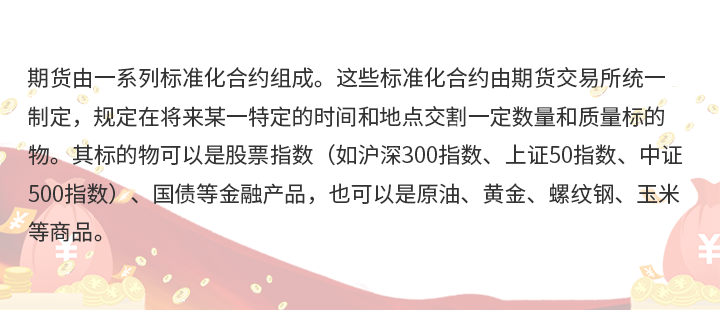 期货由一系列标准化合约组成。这些标准化合约由期货交易所统一
制定，规定在将来某一特定的时间和地点交割一定数量和质量标的
物。其标的物可以是股票指数（如沪深300指数、上证50指数、中证
500指数）、国债等金融产品，也可以是原油、黄金、螺纹钢、玉米
等商品。